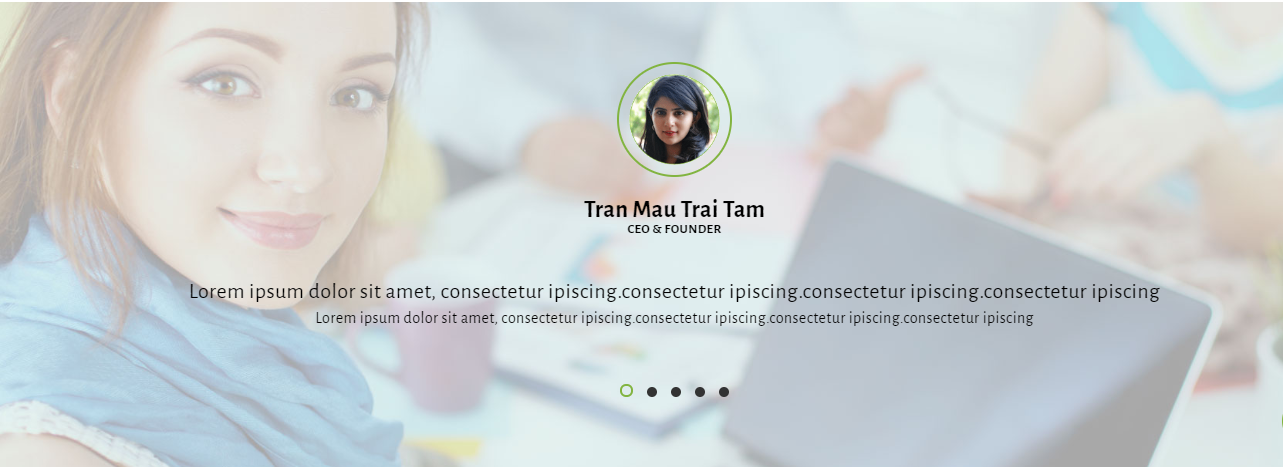 Tran Mau Trai Tam
CEO & FOUNDER
Lorem ipsum dolor sit amet, consectetur ipiscing.consectetur ipiscing.consectetur ipiscing.consectetur ipiscing
Lorem ipsum dolor sit amet, consectetur ipiscing.consectetur ipiscing.consectetur ipiscing.consectetur ipiscing